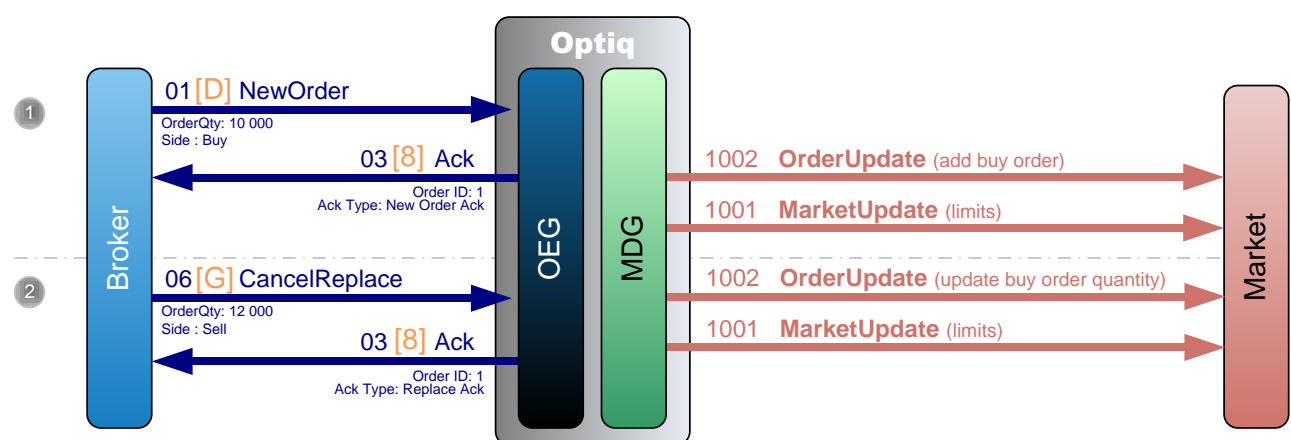 Optiq
1
01 [D] NewOrder
OrderQty: 10 000
Side : Buy
03 [8] Ack
Order ID: 1
Ack Type: New Order Ack
1002 OrderUpdate (add buy order)
1001 MarketUpdate (limits)
Broker
OEG
MDG
Market
2
06 [G] CancelReplace
OrderQty: 12 000
Side : Sell
03 [8] Ack
Order ID: 1
Ack Type: Replace Ack
1002 OrderUpdate (update buy order quantity)
1001 MarketUpdate (limits)